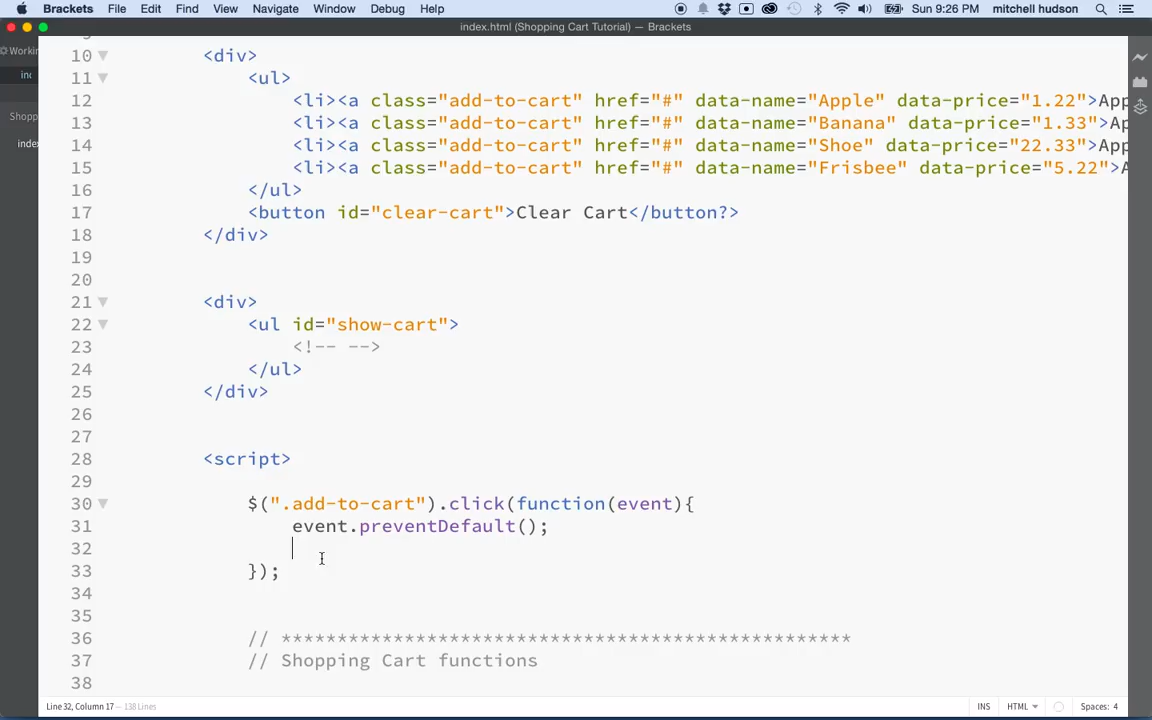 Brackets File Edit View Navigate Window Debug Help Sun 9:26 PM mitchell hudson
index.html (Shopping Cart Tutorial) — Brackets
Workin
10 <div>
inc
11 <ul>
12 <li><a class="add-to-cart" href="#" data-name="Apple" data-price="1.22">App
Shopp
13 <li><a class="add-to-cart" href="#" data-name="Banana" data-price="1.33">Ap
index
14 <li><a class="add-to-cart" href="#" data-name="Shoe" data-price="22.33">App
15 <li><a class="add-to-cart" href="#" data-name="Frisbee" data-price="5.22">A
16 </ul>
17 <button id="clear-cart">Clear Cart</button?>
18 </div>
19
20
21 <div>
22 <ul id="show-cart">
23 <!-- -->
24 </ul>
25 </div>
26
27
28 <script>
29
30 $(".add-to-cart").click(function(event){
31 event.preventDefault();
32
33 });
34
35
36 // ***************************************************
37 // Shopping Cart functions
38
Line 32, Column 17 — 138 Lines INS HTML Spaces: 4